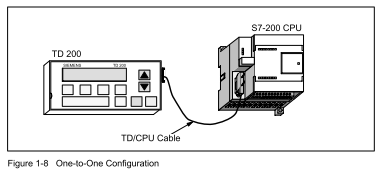 S7-200 CPU
TD 200
SIEMENS TD 200
TD/CPU Cable
Figure 1-8 One-to-One Configuration